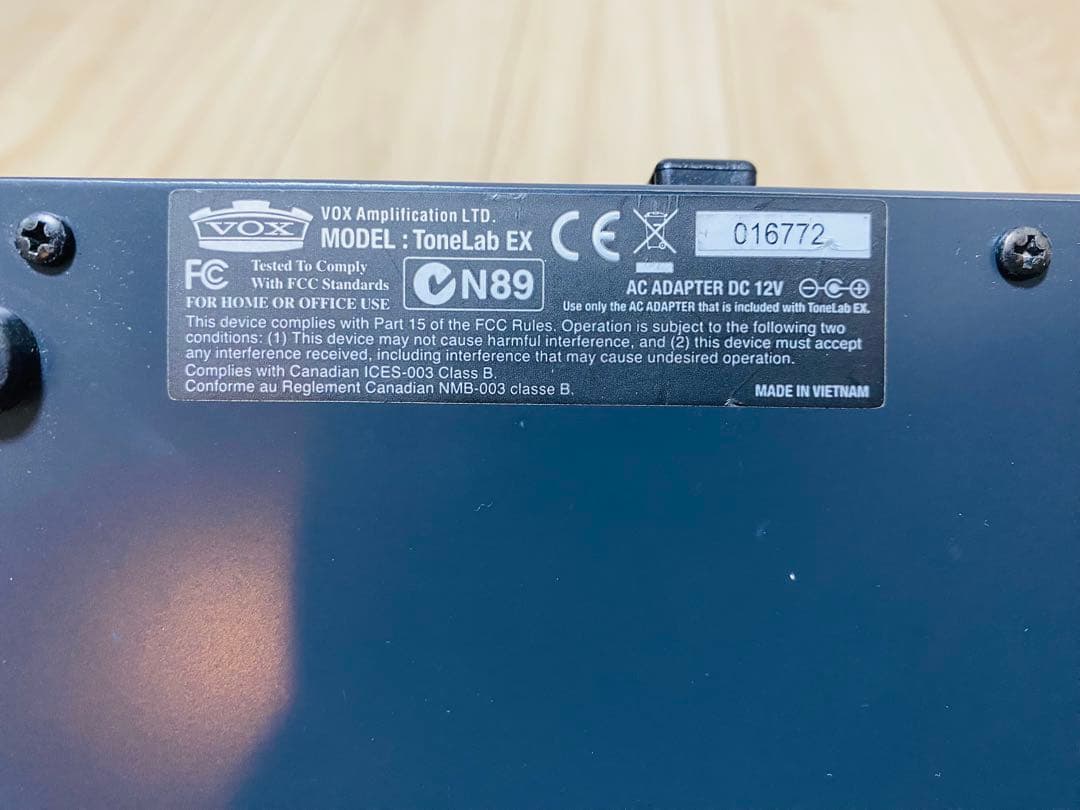 VOX
VOX Amplification LTD.
MODEL : ToneLab EX
CE
016772
FC
Tested To Comply
With FCC Standards
FOR HOME OR OFFICE USE
N89
AC ADAPTER DC 12V
Use only the AC ADAPTER that is included with ToneLab EX.
This device complies with Part 15 of the FCC Rules. Operation is subject to the following two
conditions: (1) This device may not cause harmful interference, and (2) this device must accept
any interference received, including interference that may cause undesired operation.
Complies with Canadian ICES-003 Class B.
Conforme au Reglement Canadian NMB-003 classe B.
MADE IN VIETNAM